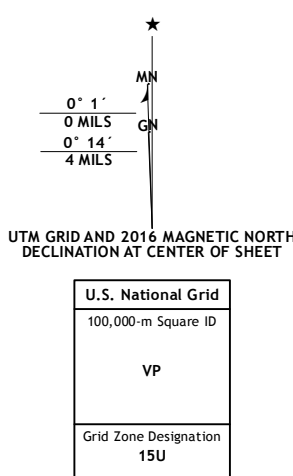 ★
MN
0° 1´
0 MILS
GN
0° 14´
4 MILS
UTM GRID AND 2016 MAGNETIC NORTH
DECLINATION AT CENTER OF SHEET
U.S. National Grid
100,000-m Square ID
VP
Grid Zone Designation
15U